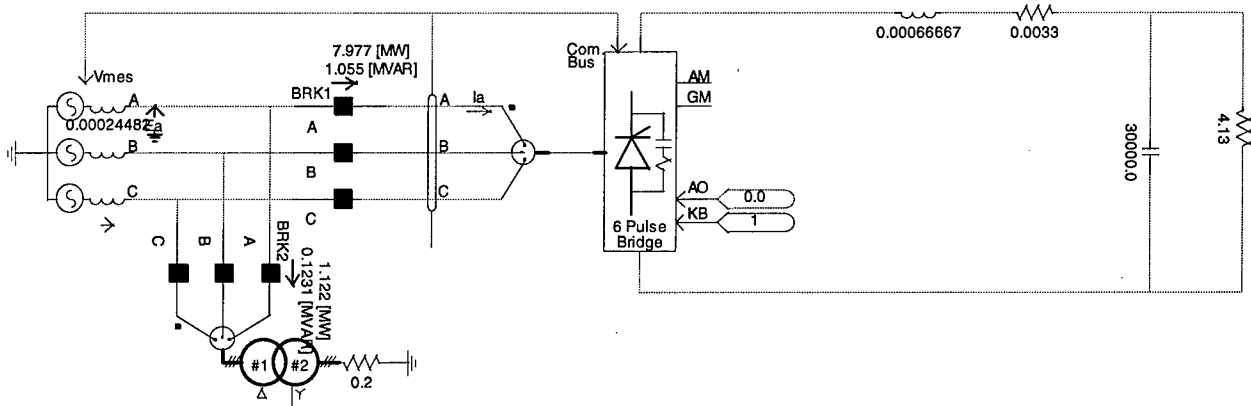 0.00066667
0.0033
7.977 [MW]
1.055 [MVAR]
Com.
Bus
Vmes
BRK1
A
A
Ia
AM
GM
0.00024482
Ea
A
B
B
B
C
C
C
4.13
30000.0
AO
0.0
KB
1
6 Pulse
Bridge
C
B
A
BRK2
1.122 [MW]
0.1231 [MVAR]
#1
#2
0.2
Δ
Y